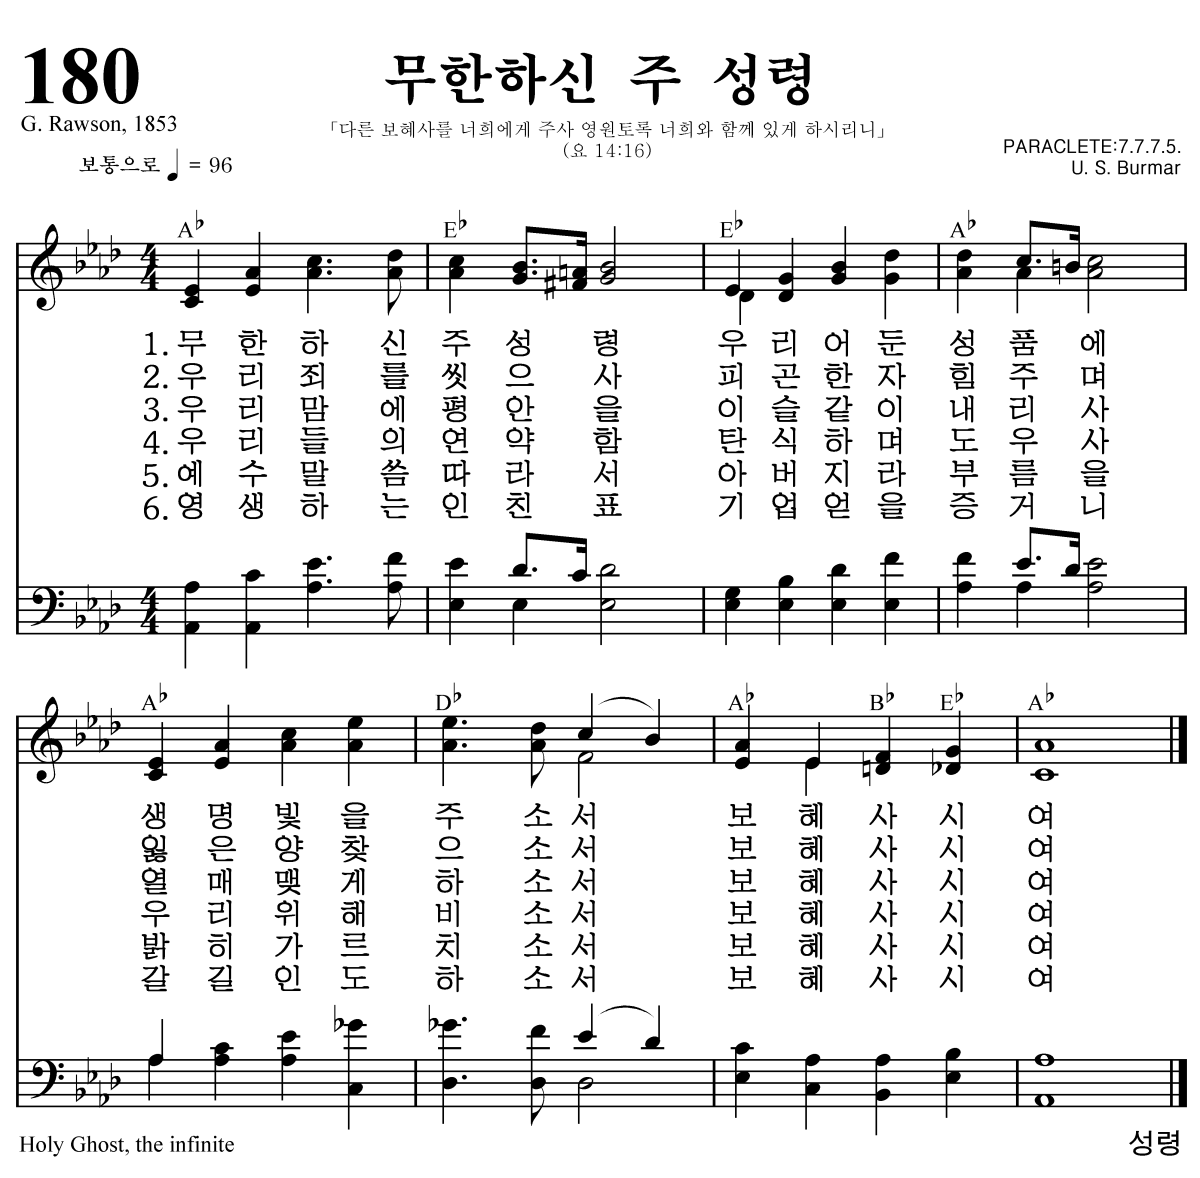 180
무한하신 주 성령
G. Rawson, 1853
「다른 보혜사를 너희에게 주사 영원토록 너희와 함께 있게 하시리니」
(요 14:16)
보통으로 ♩ = 96
PARACLETE:7.7.7.5.
U. S. Burmar
A♭ E♭ E♭ A♭
1. 무 한 하 신 주 성 령 우 리 어 둔 성 품 에
2. 우 리 죄 를 씻 으 사 피 곤 한 자 힘 주 며
3. 우 리 맘 에 평 안 을 이 슬 같 이 내 리 사
4. 우 리 들 의 연 약 함 탄 식 하 며 도 우 사
5. 예 수 말 씀 따 라 서 아 버 지 라 부 름 을
6. 영 생 하 는 인 친 표 기 업 얻 을 증 거 니
A♭ D♭ A♭ B♭ E♭ A♭
생 명 빛 을 주 소 서 보 혜 사 시 여
잃 은 양 찾 으 소 서 보 혜 사 시 여
열 매 맺 게 하 소 서 보 혜 사 시 여
우 리 위 해 비 소 서 보 혜 사 시 여
밝 히 가 르 치 소 서 보 혜 사 시 여
갈 길 인 도 하 소 서 보 혜 사 시 여
Holy Ghost, the infinite
성령